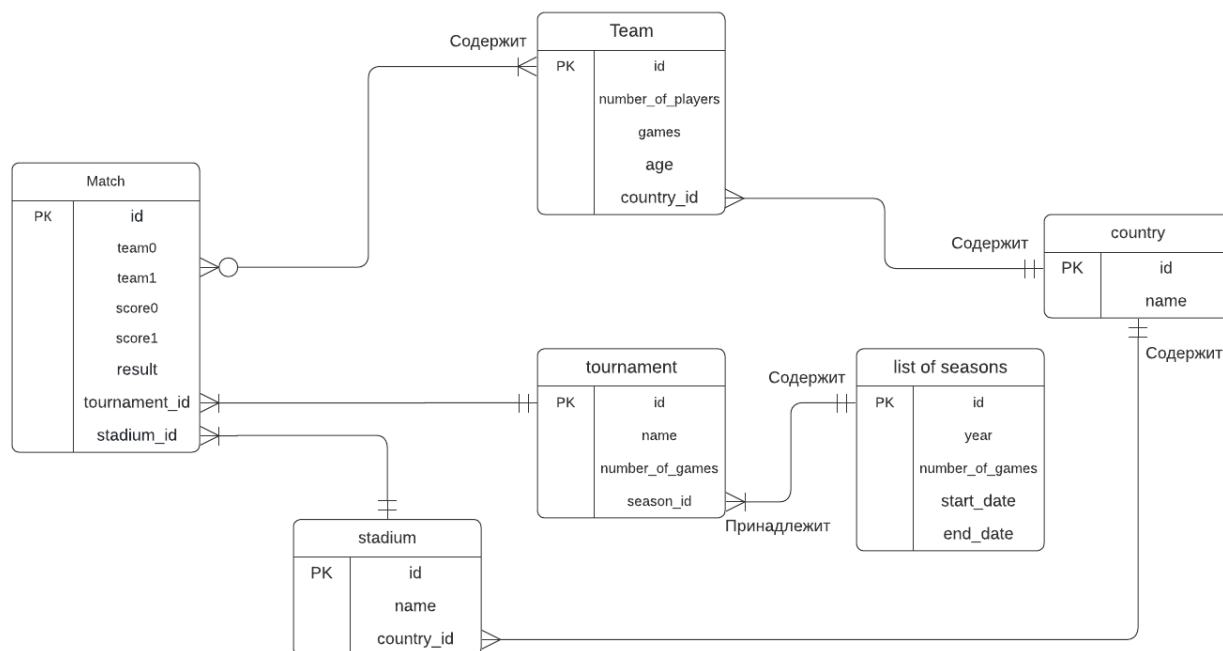 Team
Содержит
PK
id
number_of_players
games
age
country_id
Match
PK
id
team0
team1
score0
score1
result
tournament_id
stadium_id
Содержит
country
PK
id
name
Содержит
tournament
PK
id
name
number_of_games
season_id
Содержит
Принадлежит
list of seasons
PK
id
year
number_of_games
start_date
end_date
stadium
PK
id
name
country_id